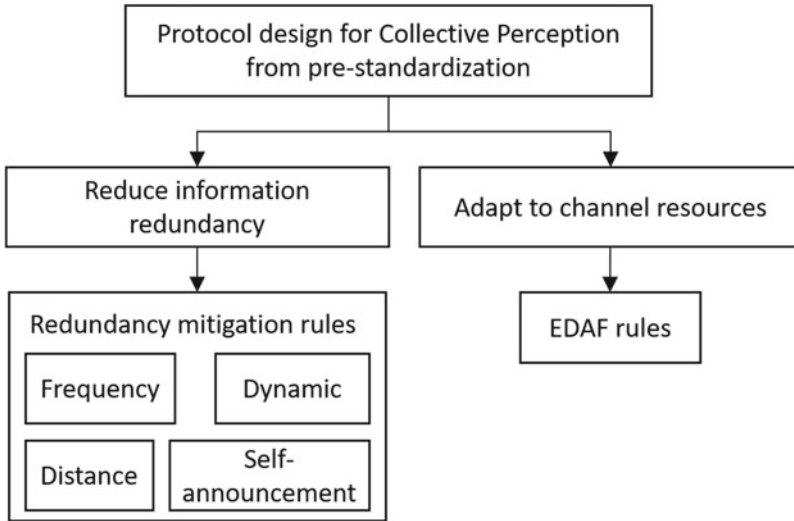 Protocol design for Collective Perception
from pre-standardization
Reduce information
redundancy
Adapt to channel resources
Redundancy mitigation rules
EDAF rules
Frequency
Dynamic
Distance
Self-
announcement